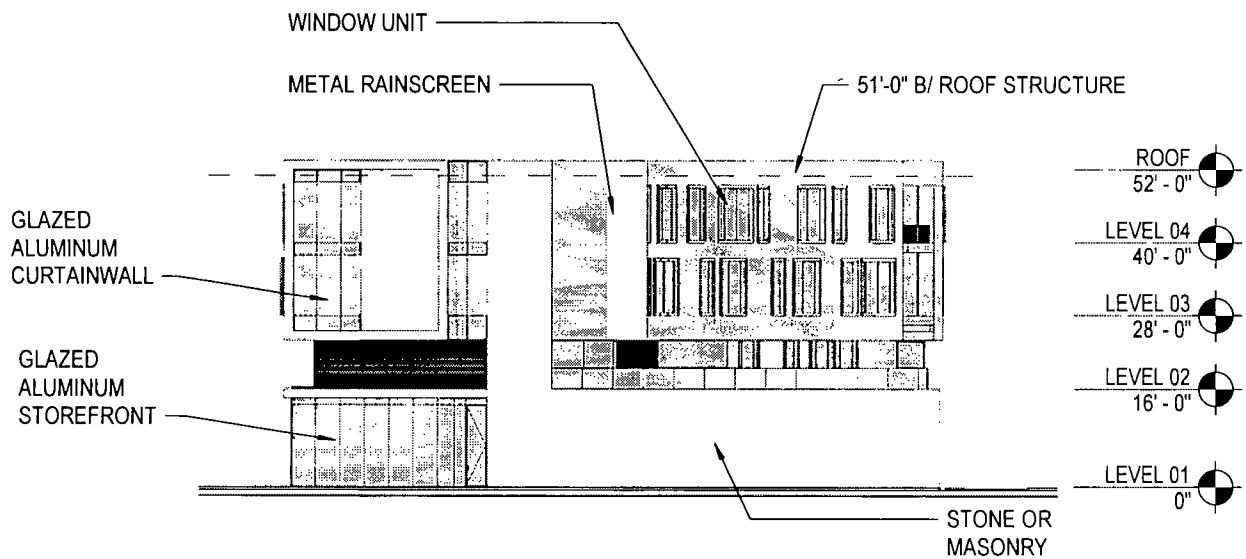 WINDOW UNIT
METAL RAINSCREEN
51'-0" B/ ROOF STRUCTURE
ROOF
52' - 0"
GLAZED
ALUMINUM
CURTAINWALL
LEVEL 04
40' - 0"
LEVEL 03
28' - 0"
GLAZED
ALUMINUM
STOREFRONT
LEVEL 02
16' - 0"
LEVEL 01
0"
STONE OR
MASONRY